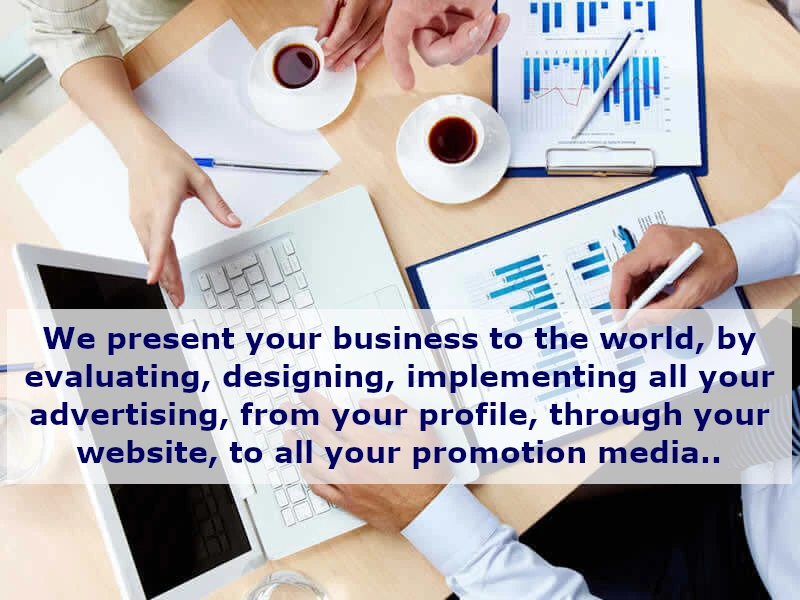 We present your business to the world, by
evaluating, designing, implementing all your
advertising, from your profile, through your
website, to all your promotion media..